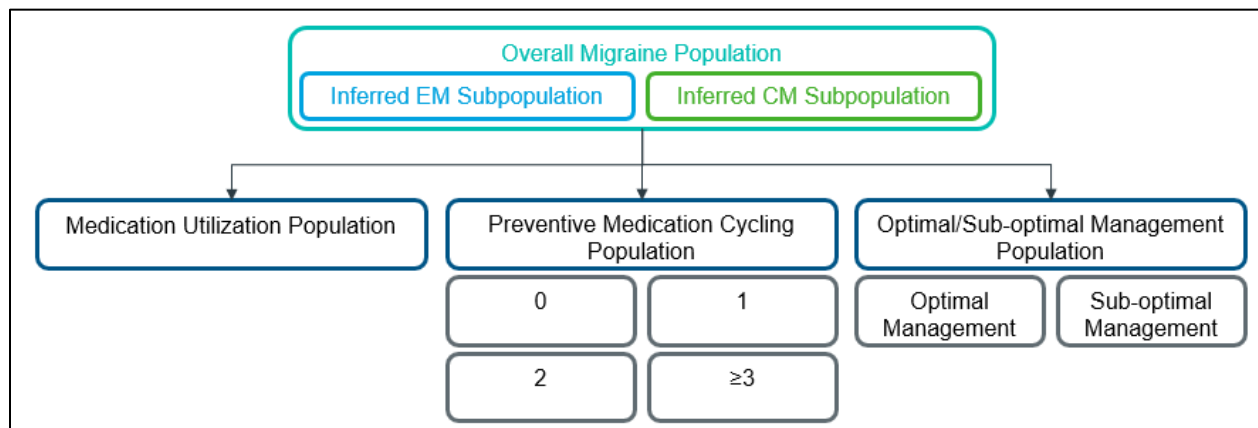 Overall Migraine Population
Inferred EM Subpopulation
Inferred CM Subpopulation
Medication Utilization Population
Preventive Medication Cycling
Population
0
1
2
≥3
Optimal/Sub-optimal Management
Population
Optimal
Management
Sub-optimal
Management